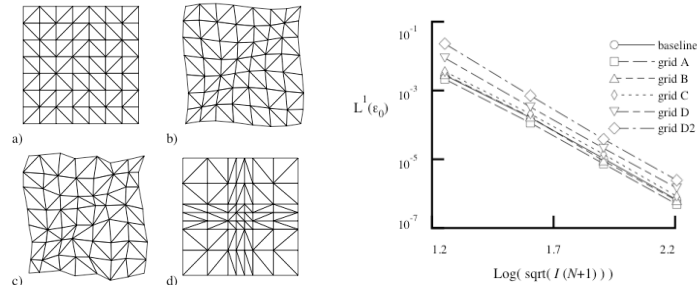 a)
b)
c)
d)
10^-1
10^-3
10^-5
10^-7
L^1(ε_0)
baseline
grid A
grid B
grid C
grid D
grid D2
1.2
1.7
2.2
Log( sqrt( I (N+1) ) )